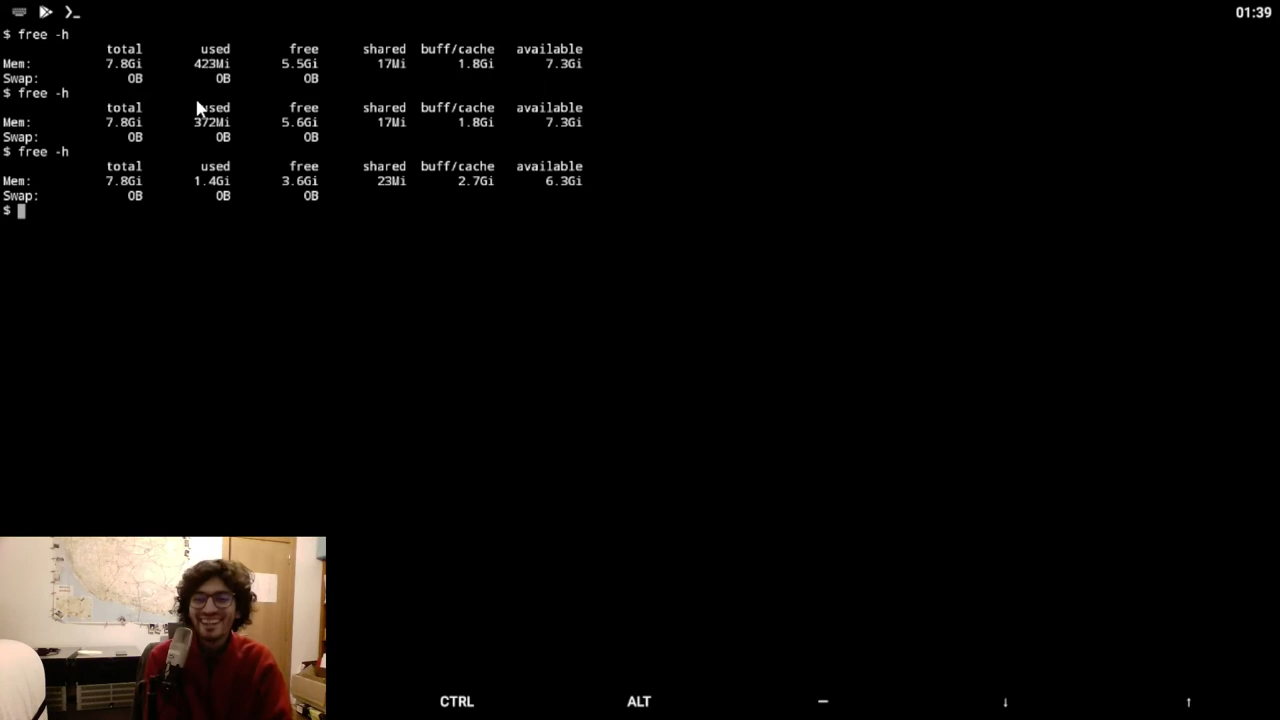 01:39
$ free -h
total used free shared buff/cache available
Mem: 7.8Gi 423Mi 5.5Gi 17Mi 1.8Gi 7.3Gi
Swap: 0B 0B 0B
$ free -h
total used free shared buff/cache available
Mem: 7.8Gi 372Mi 5.6Gi 17Mi 1.8Gi 7.3Gi
Swap: 0B 0B 0B
$ free -h
total used free shared buff/cache available
Mem: 7.8Gi 1.4Gi 3.6Gi 23Mi 2.7Gi 6.3Gi
Swap: 0B 0B 0B
$
CTRL ALT — ↓ ↑